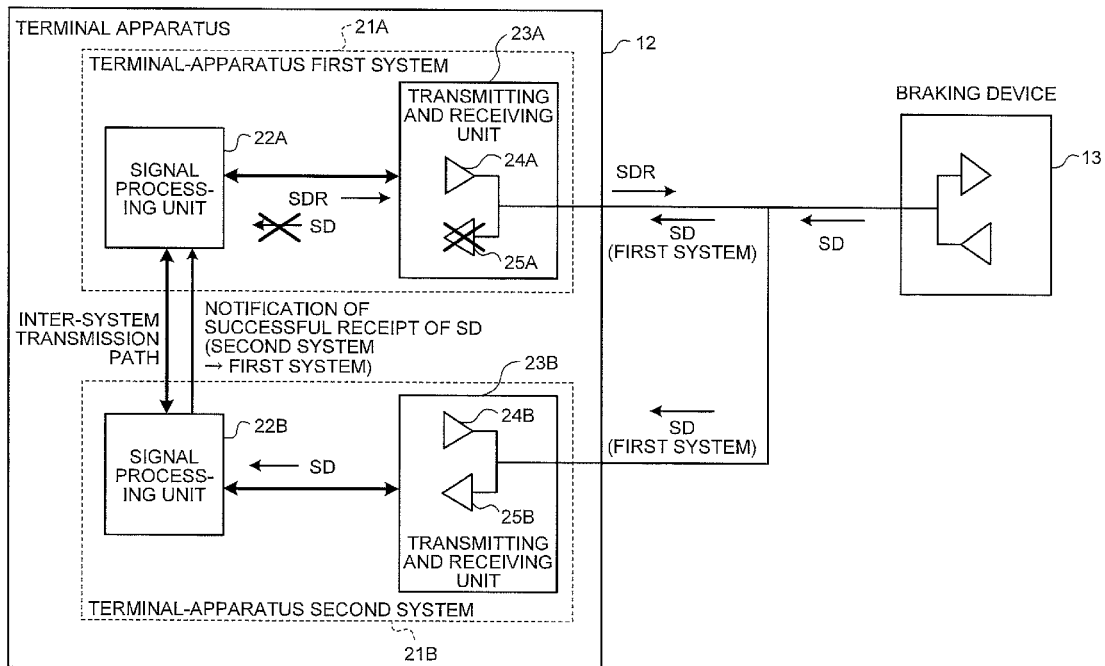 TERMINAL APPARATUS
21A
23A
12
TERMINAL-APPARATUS FIRST SYSTEM
BRAKING DEVICE
TRANSMITTING
AND RECEIVING
UNIT
22A
24A
13
SIGNAL
PROCESS-
ING UNIT
SDR
SD
25A
SDR
SD
(FIRST SYSTEM)
SD
INTER-SYSTEM
TRANSMISSION
PATH
NOTIFICATION OF
SUCCESSFUL RECEIPT OF SD
(SECOND SYSTEM
→ FIRST SYSTEM)
23B
22B
24B
SIGNAL
PROCESS-
ING UNIT
SD
SD
(FIRST SYSTEM)
25B
TRANSMITTING
AND RECEIVING
UNIT
TERMINAL-APPARATUS SECOND SYSTEM
21B